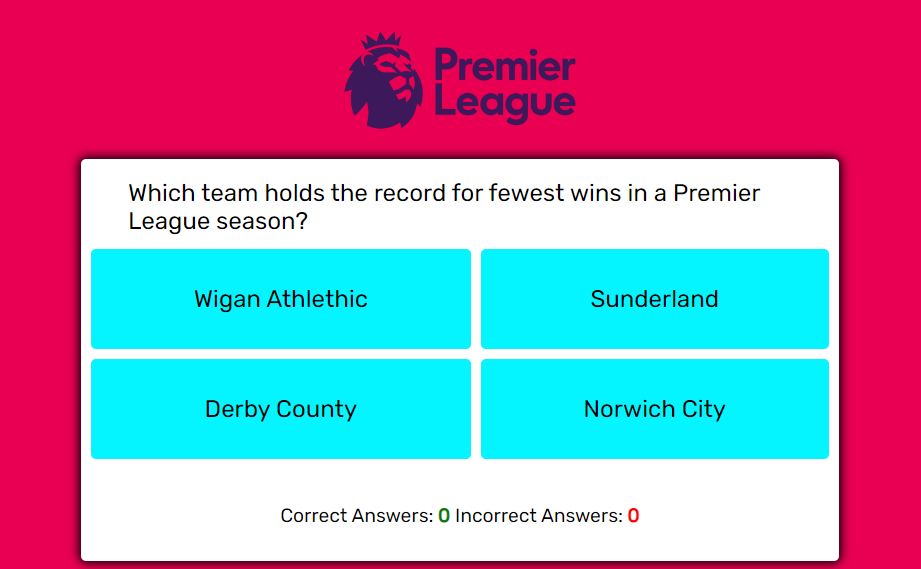 Premier
League
Which team holds the record for fewest wins in a Premier
League season?
Wigan Athlethic
Sunderland
Derby County
Norwich City
Correct Answers: 0 Incorrect Answers: 0